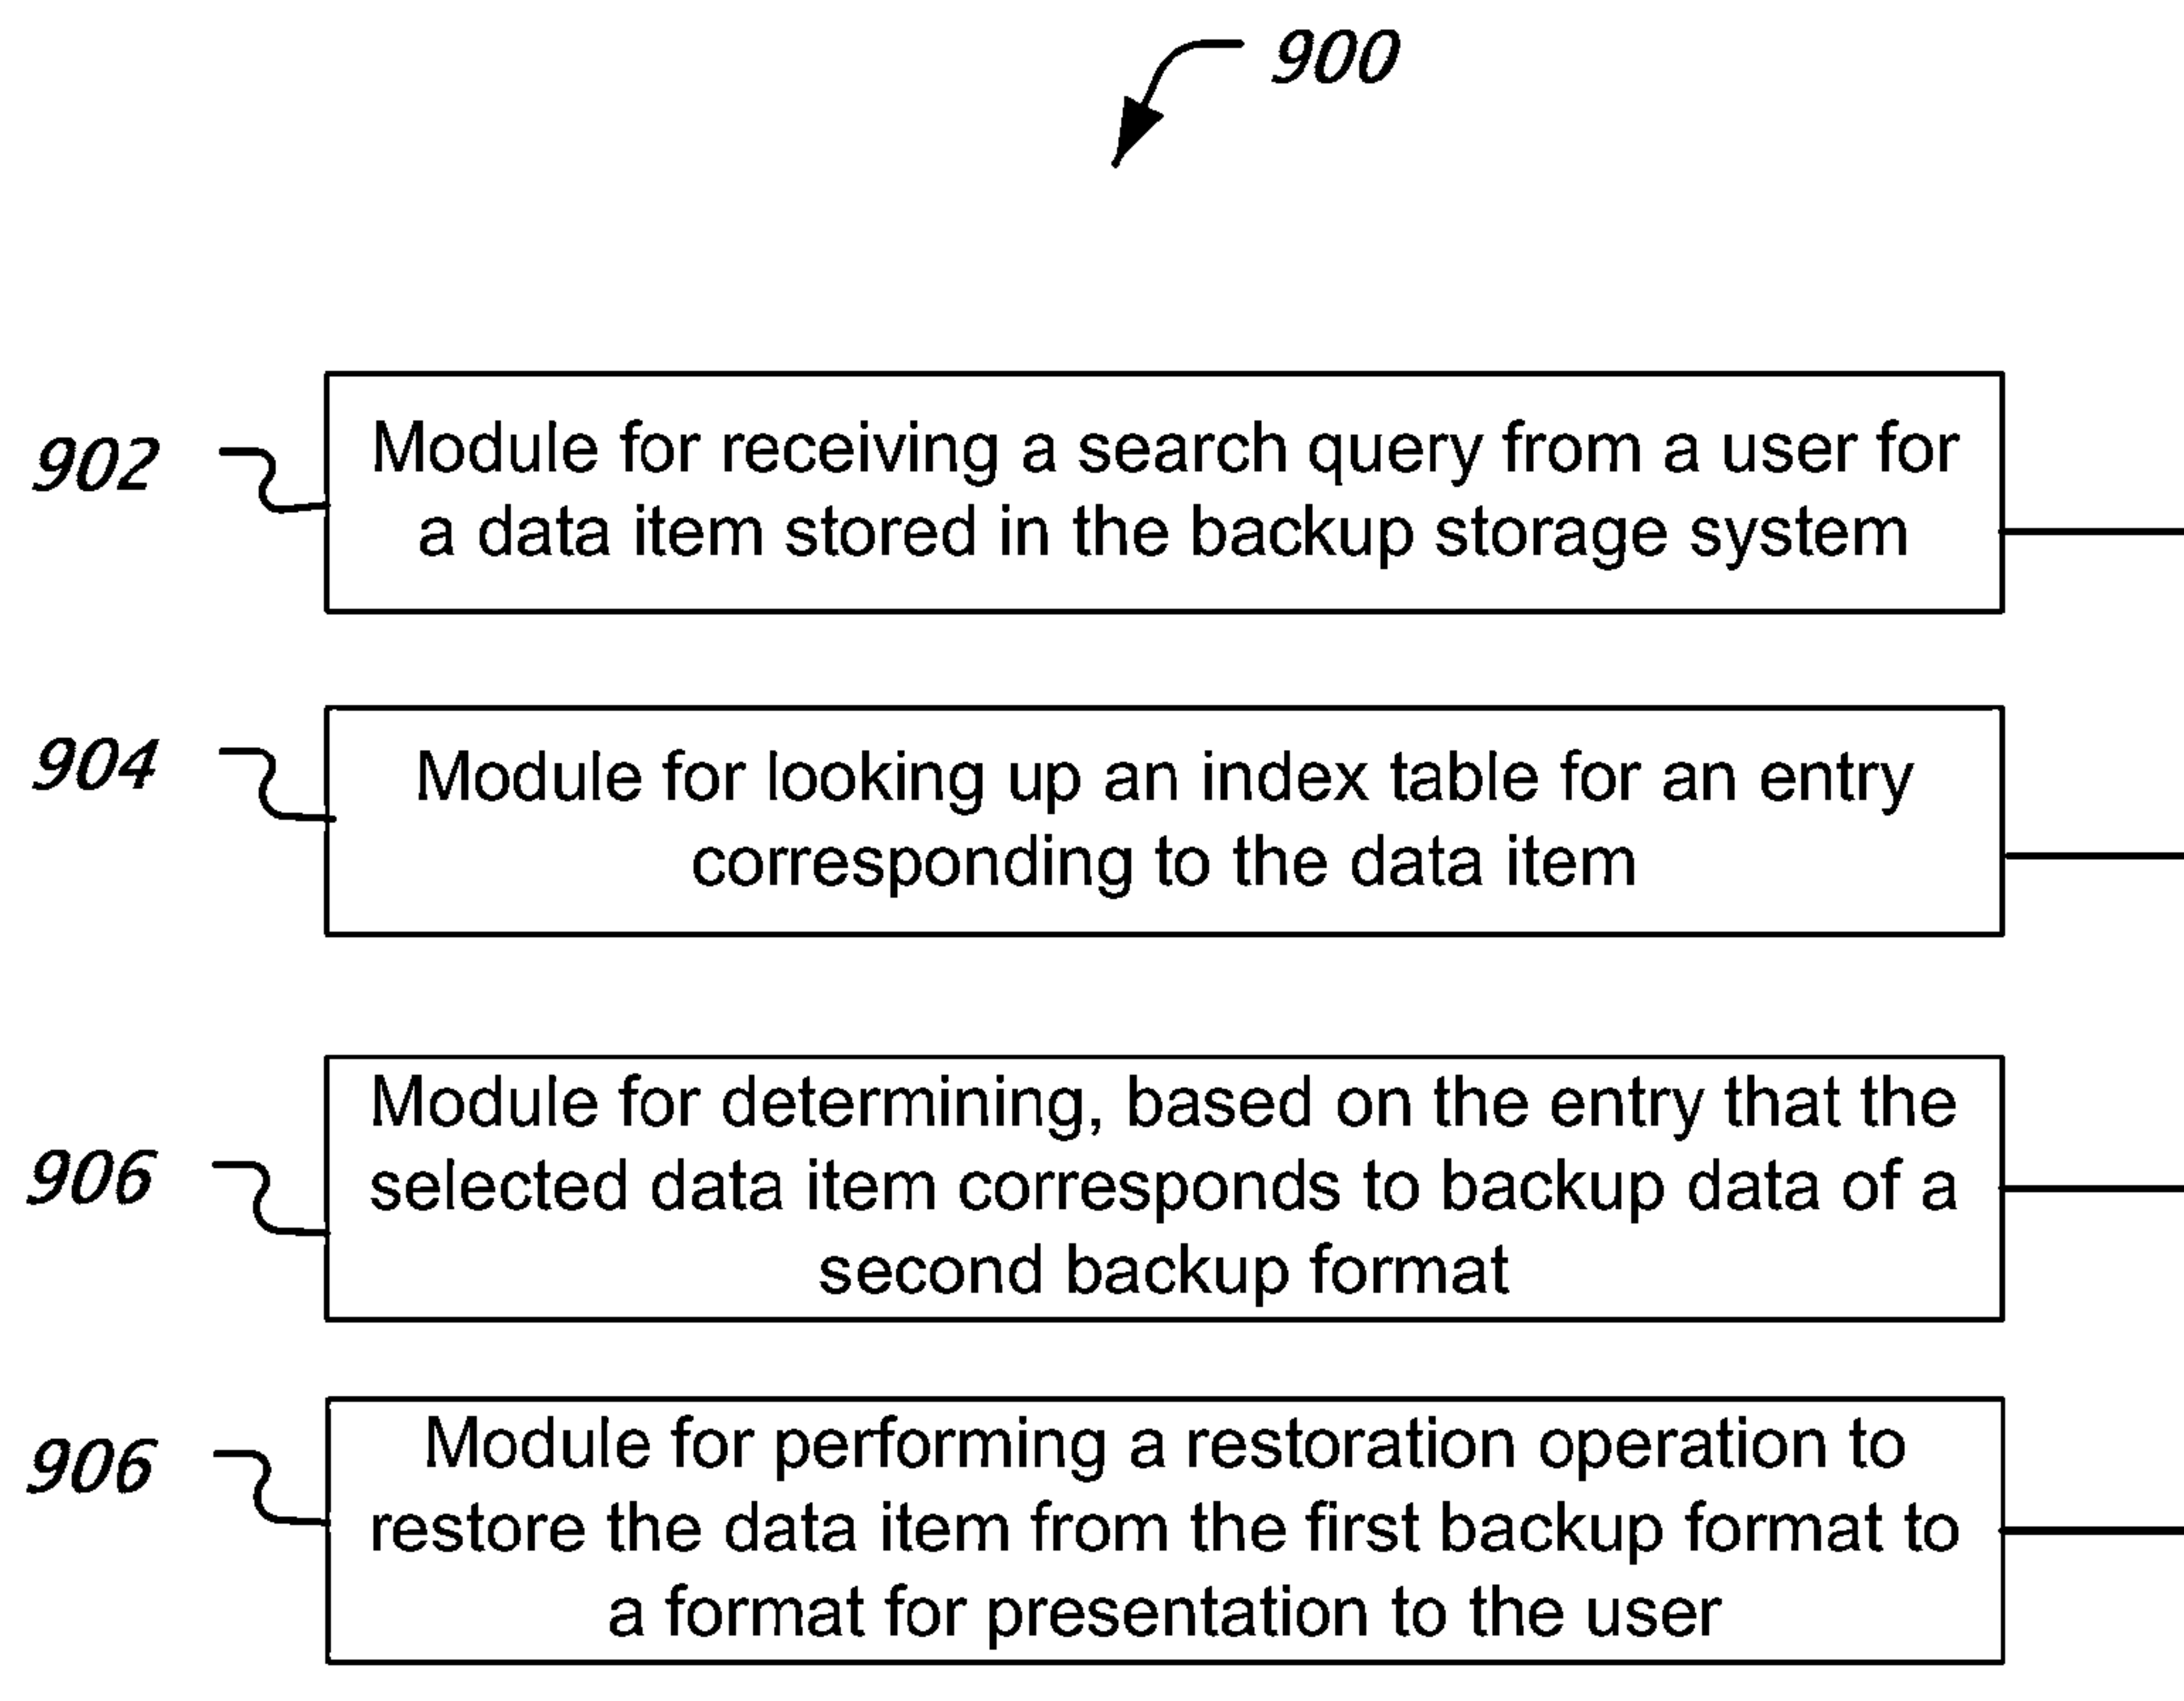 900
902
Module for receiving a search query from a user for
a data item stored in the backup storage system
904
Module for looking up an index table for an entry
corresponding to the data item
906
Module for determining, based on the entry that the
selected data item corresponds to backup data of a
second backup format
906
Module for performing a restoration operation to
restore the data item from the first backup format to
a format for presentation to the user